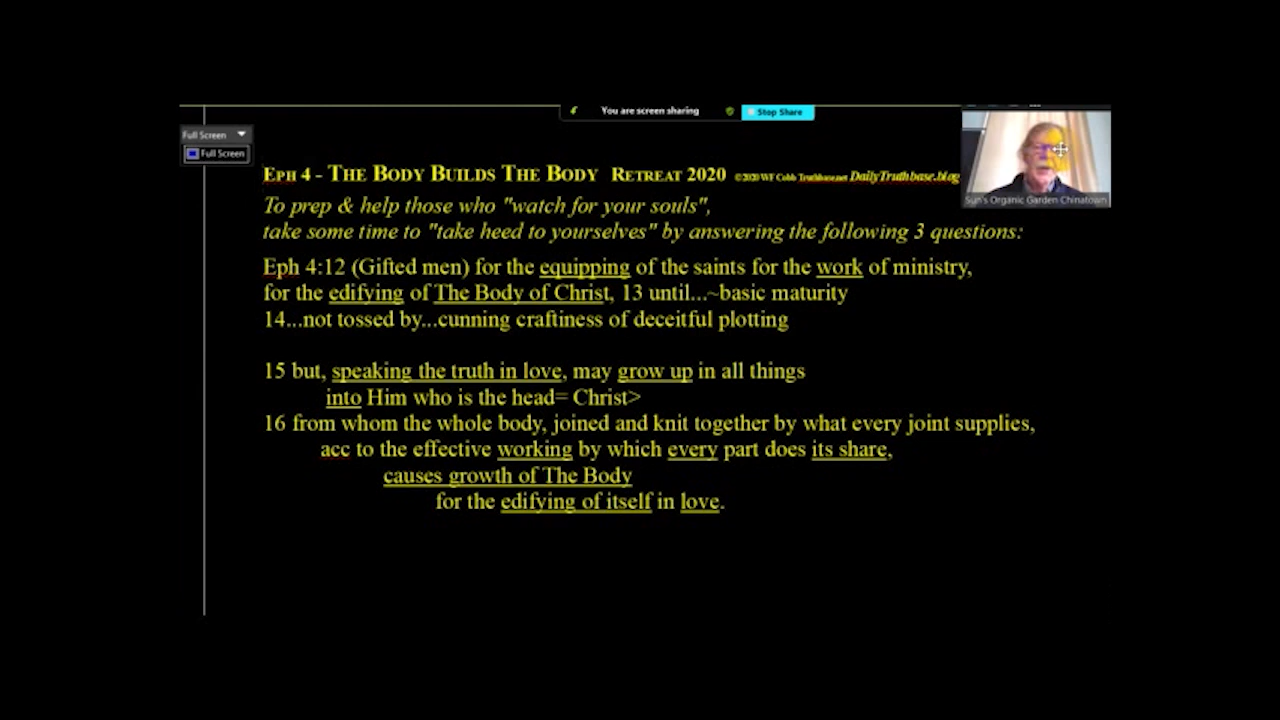 You are screen sharing Stop Share
Full Screen
Full Screen
EPH 4 - THE BODY BUILDS THE BODY RETREAT 2020 ©2020 WF Cobb Truthbase.net DailyTruthbase.blog
Sun's Organic Garden Chinatown
To prep & help those who "watch for your souls",
take some time to "take heed to yourselves" by answering the following 3 questions:
Eph 4:12 (Gifted men) for the equipping of the saints for the work of ministry,
for the edifying of The Body of Christ, 13 until...~basic maturity
14...not tossed by...cunning craftiness of deceitful plotting
15 but, speaking the truth in love, may grow up in all things
into Him who is the head= Christ>
16 from whom the whole body, joined and knit together by what every joint supplies,
acc to the effective working by which every part does its share,
causes growth of The Body
for the edifying of itself in love.